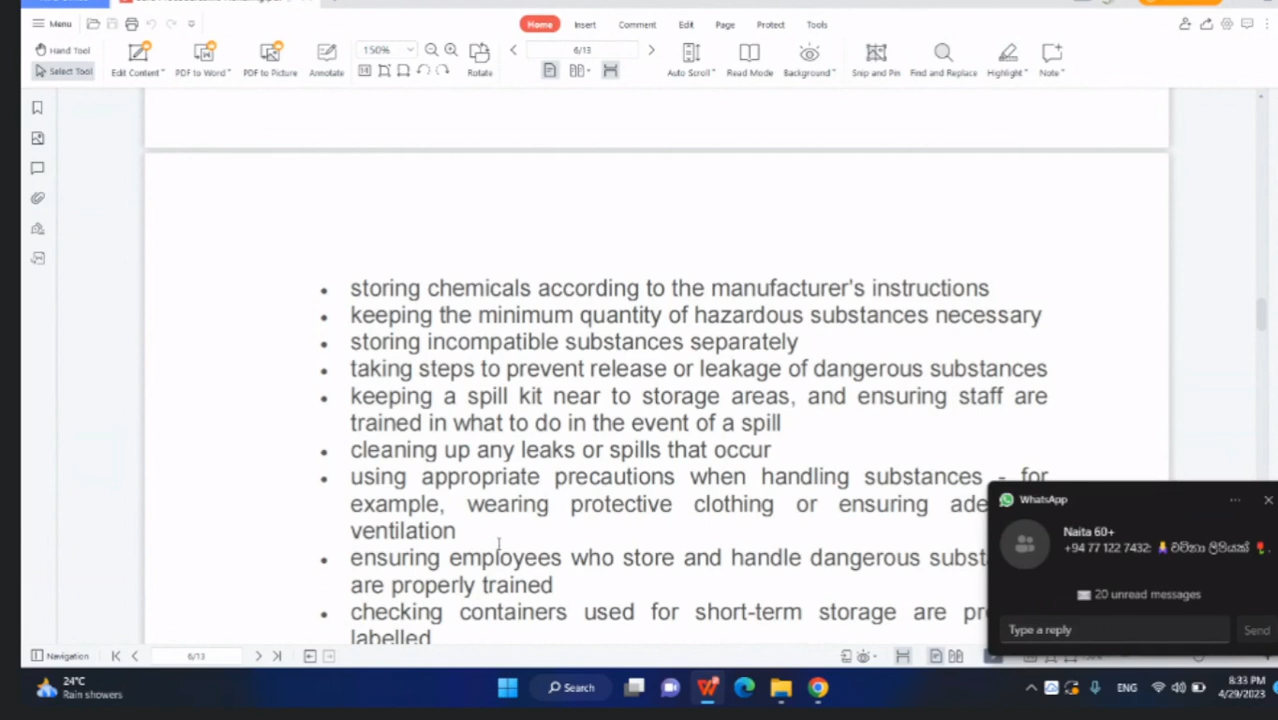 Menu
Home Insert Comment Edit Page Protect Tools
Hand Tool
Select Tool
Edit Content PDF to Word PDF to Picture Annotate
150%
Rotate
6/13
Auto Scroll Read Mode Background Snip and Pin Find and Replace Highlight Note
• storing chemicals according to the manufacturer's instructions
• keeping the minimum quantity of hazardous substances necessary
• storing incompatible substances separately
• taking steps to prevent release or leakage of dangerous substances
• keeping a spill kit near to storage areas, and ensuring staff are
trained in what to do in the event of a spill
• cleaning up any leaks or spills that occur
• using appropriate precautions when handling substances - for
example, wearing protective clothing or ensuring ade
ventilation
• ensuring employees who store and handle dangerous subst
are properly trained
• checking containers used for short-term storage are pr
labelled
WhatsApp
Naita 60+
+94 77 122 7432:
20 unread messages
Type a reply
Send
Navigation
6/13
24°C
Rain showers
Search
ENG
8:33 PM
4/29/2023